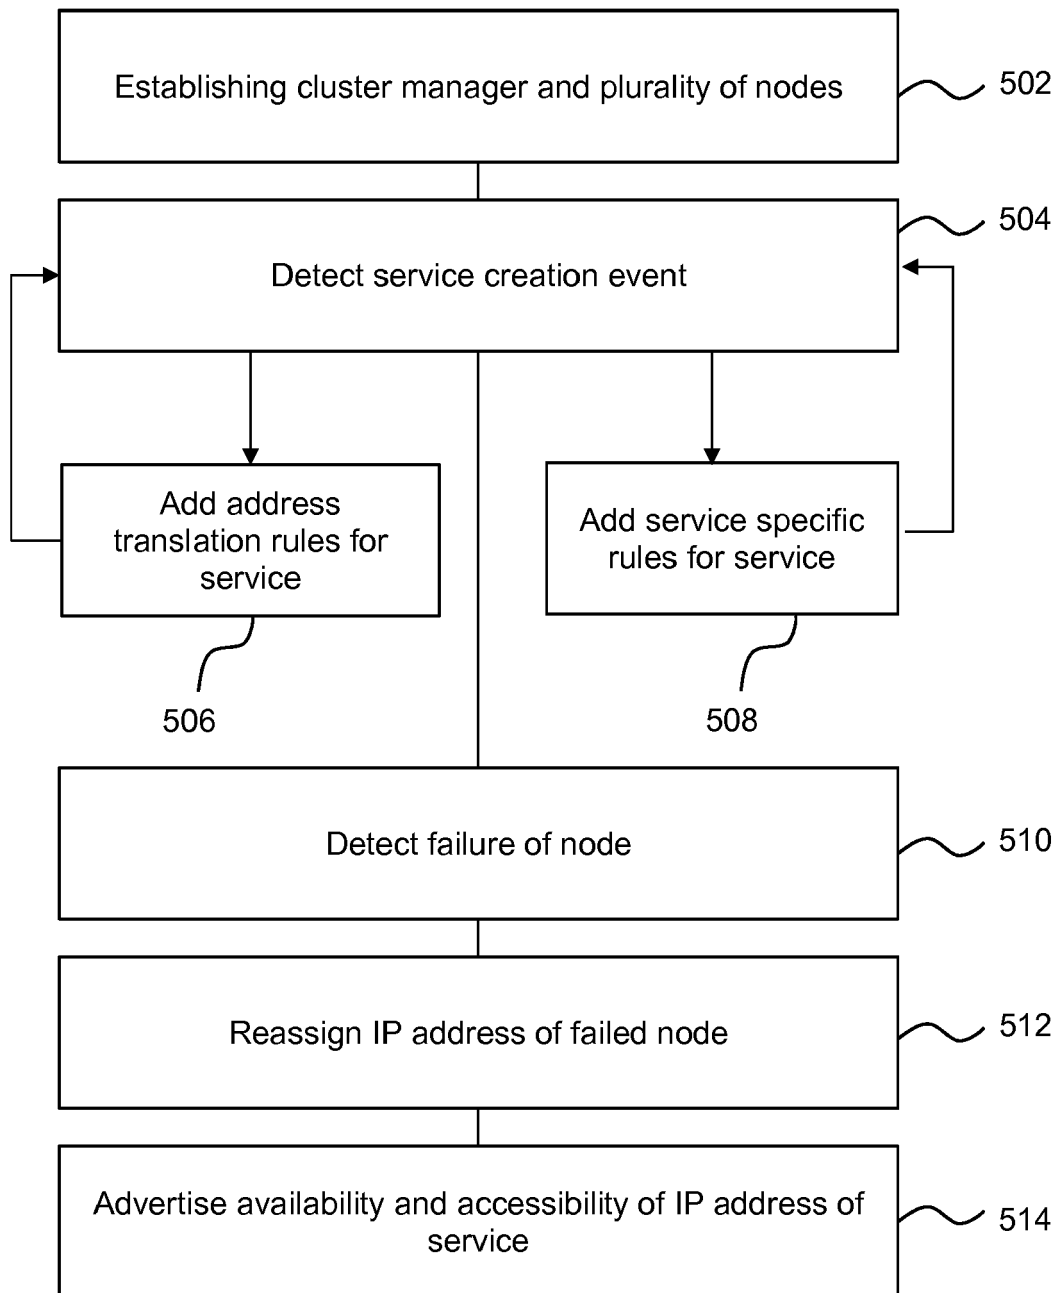 Establishing cluster manager and plurality of nodes
502
504
Detect service creation event
Add address
translation rules for
service
Add service specific
rules for service
506
508
Detect failure of node
510
Reassign IP address of failed node
512
Advertise availability and accessibility of IP address of
service
514